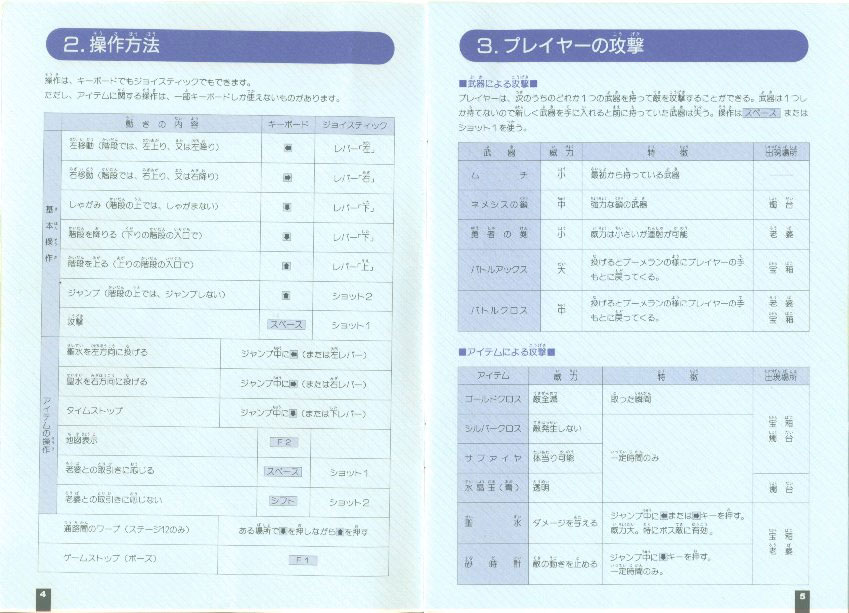 2. 操作方法
操作は、キーボードでもジョイスティックでもできます。
ただし、アイテムに関する操作は、一部キーボードしか使えないものがあります。
動きの内容 キーボード ジョイスティック
基本操作
左移動（階段では、左上り、又は左降り） レバー「左」
右移動（階段では、右上り、又は右降り） レバー「右」
しゃがみ（階段の上では、しゃがまない） レバー「下」
階段を降りる（下りの階段の入口で） レバー「下」
階段を上る（上りの階段の入口で） レバー「上」
ジャンプ（階段の上では、ジャンプしない） ショット2
攻撃 スペース ショット1
アイテムの操作
聖水を左方向に投げる ジャンプ中に（または左レバー）
聖水を右方向に投げる ジャンプ中に（または右レバー）
タイムストップ ジャンプ中に（または下レバー）
地図表示 F2
老婆との取引きに応じる スペース ショット1
老婆との取引きに応じない シフト ショット2
通路間のワープ（ステージ12のみ） ある場所でを押しながらを押す
ゲームストップ（ポーズ） F1
4
3. プレイヤーの攻撃
■武器による攻撃■
プレイヤーは、次のうちのどれか1つの武器を持って敵を攻撃することができる。武器は1つし
か持てないので新しく武器を手に入れると前に持っていた武器は失う。操作は スペース または
ショット1を使う。
武器 威力 特徴 出現場所
ムチ 小 最初から持っている武器
ネメシスの鎖 中 強力な鎖の武器 燭台
勇者の翼 小 威力は小さいが連射が可能 老婆
バトルアックス 大 投げるとブーメランの様にプレイヤーの手
もとに戻ってくる。 宝箱
バトルクロス 中 投げるとブーメランの様にプレイヤーの手
もとに戻ってくる。 老婆 宝箱
■アイテムによる攻撃■
アイテム 威力 特徴 出現場所
ゴールドクロス 敵全滅 取った瞬間
シルバークロス 敵発生しない 宝箱 燭台
サファイヤ 体当り可能 一定時間のみ
水晶玉（青） 透明 燭台
聖水 ダメージを与える ジャンプ中にまたはキーを押す。
威力大。特にボス敵に有効。
宝箱 老婆
砂時計 敵の動きを止める ジャンプ中にキーを押す。
一定時間のみ。
5